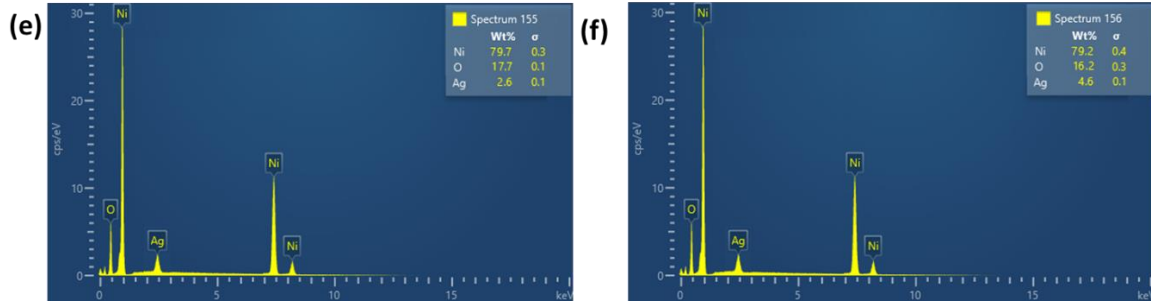 (e)
Ni
30
Spectrum 155
Wt% σ
Ni 79.7 0.3
O 17.7 0.1
Ag 2.6 0.1
20
cps/eV
Ni
10
O
Ag
Ni
0
0 5 10 15 keV
(f)
Ni
30
Spectrum 156
Wt% σ
Ni 79.2 0.4
O 16.2 0.3
Ag 4.6 0.1
20
cps/eV
Ni
10
O
Ag
Ni
0
0 5 10 15 keV